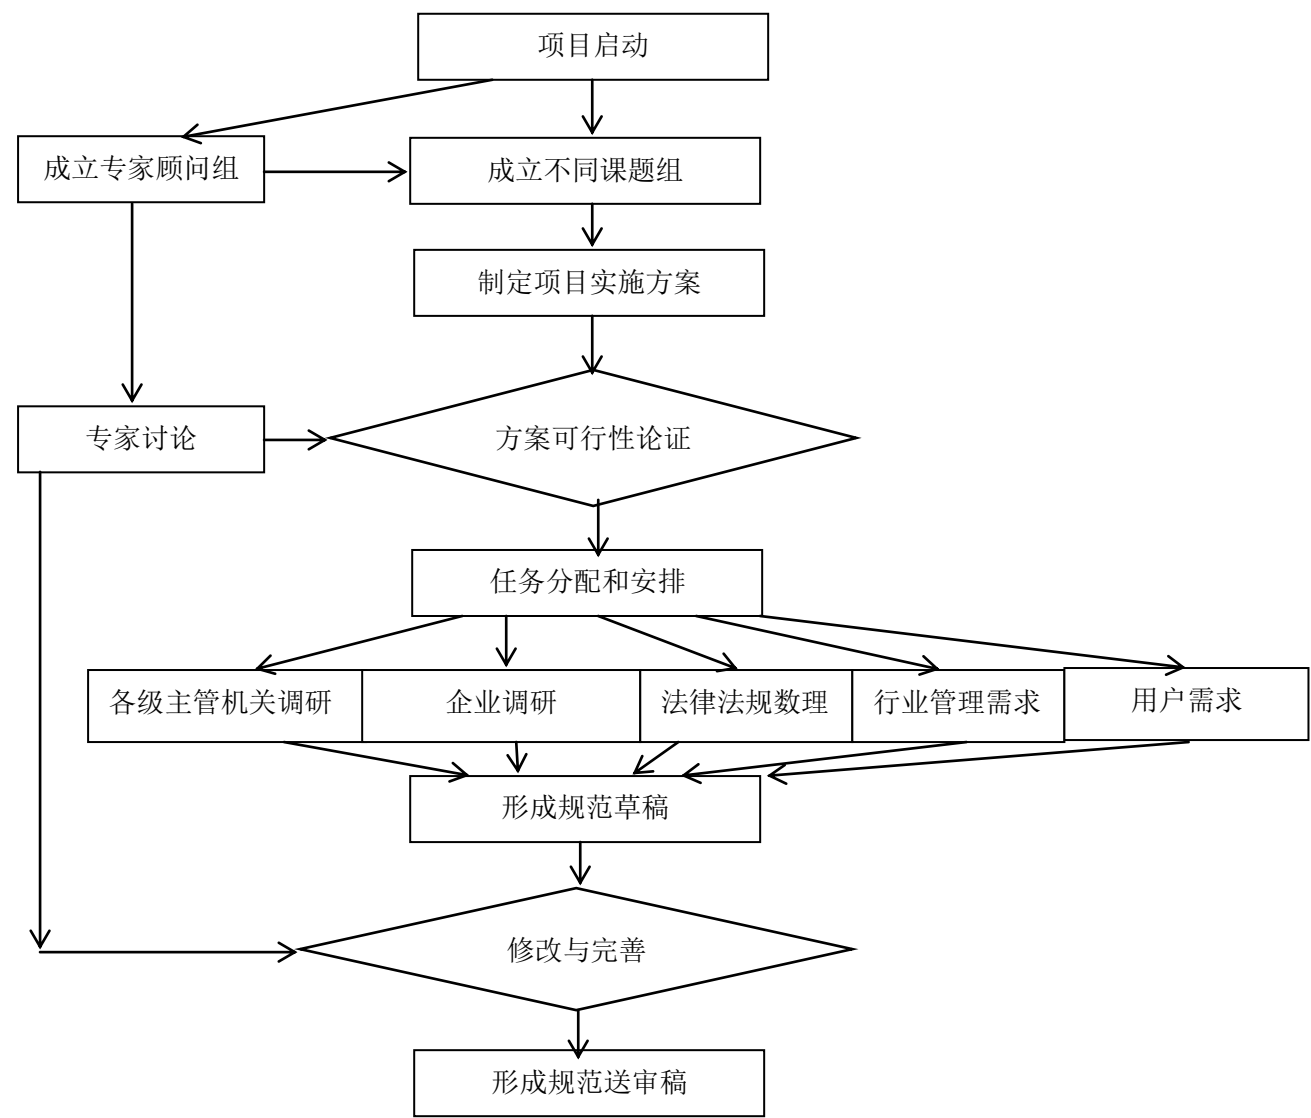 项目启动
成立专家顾问组
成立不同课题组
制定项目实施方案
专家讨论
方案可行性论证
任务分配和安排
各级主管机关调研
企业调研
法律法规数理
行业管理需求
用户需求
形成规范草稿
修改与完善
形成规范送审稿